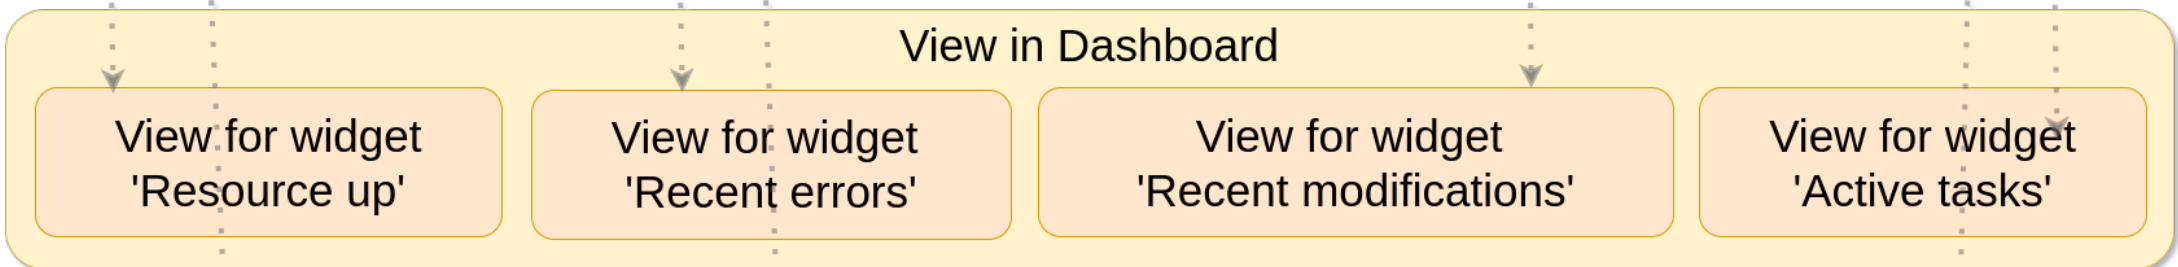 View in Dashboard
View for widget
'Resource up'
View for widget
'Recent errors'
View for widget
'Recent modifications'
View for widget
'Active tasks'